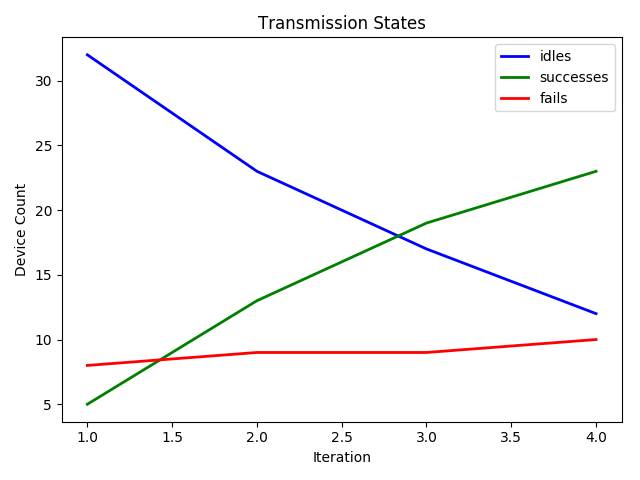 Transmission States
idles
successes
fails
Device Count
30
25
20
15
10
5
1.0 1.5 2.0 2.5 3.0 3.5 4.0
Iteration